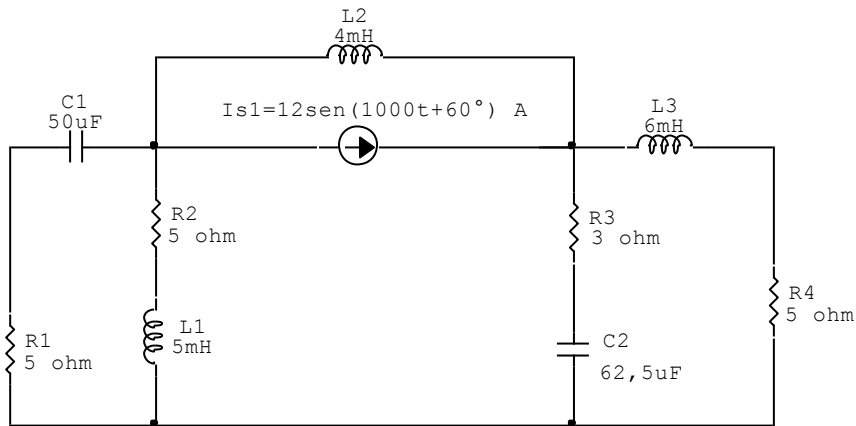 L2
4mH
Is1=12sen(1000t+60°) A
C1
50uF
L3
6mH
R2
5 ohm
R3
3 ohm
R4
5 ohm
L1
5mH
R1
5 ohm
C2
62,5uF